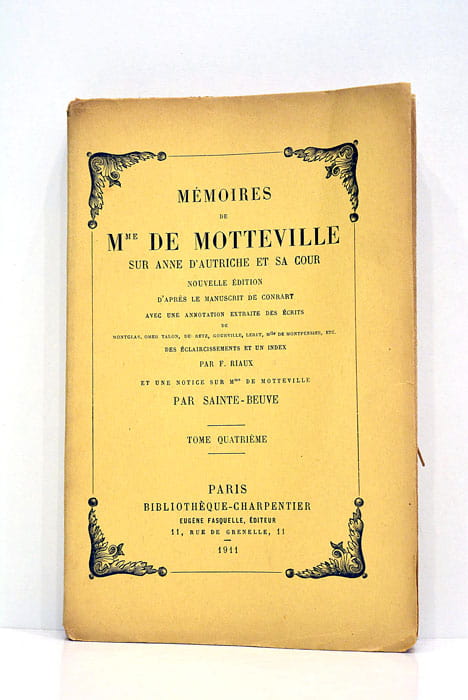 MÉMOIRES
DE
MME DE MOTTEVILLE
SUR ANNE D'AUTRICHE ET SA COUR
NOUVELLE ÉDITION
D'APRÈS LE MANUSCRIT DE CONRART
AVEC UNE ANNOTATION EXTRAITE DES ÉCRITS
DE
MONTGLAS, OMER TALON, DE RETZ, GOURVILLE, LENET, Mlle DE MONTPENSIER, ETC.
DES ÉCLAIRCISSEMENTS ET UN INDEX
PAR F. RIAUX
ET UNE NOTICE SUR Mme DE MOTTEVILLE
PAR SAINTE-BEUVE
TOME QUATRIÈME
PARIS
BIBLIOTHÈQUE-CHARPENTIER
EUGÈNE FASQUELLE, ÉDITEUR
11, RUE DE GRENELLE, 11
1911